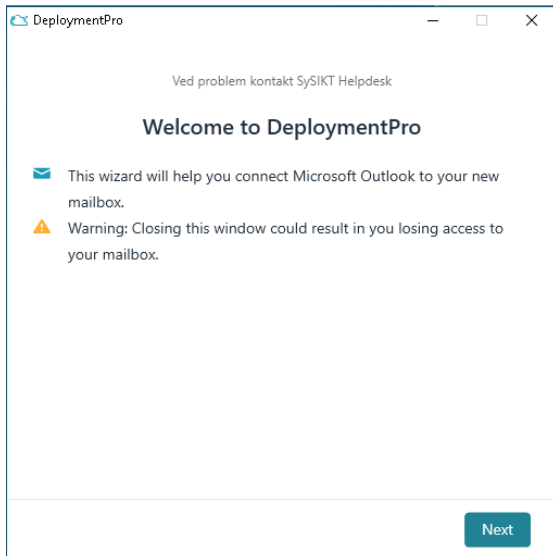 DeploymentPro
Ved problem kontakt SySIKT Helpdesk
Welcome to DeploymentPro
This wizard will help you connect Microsoft Outlook to your new
mailbox.
Warning: Closing this window could result in you losing access to
your mailbox.
Next